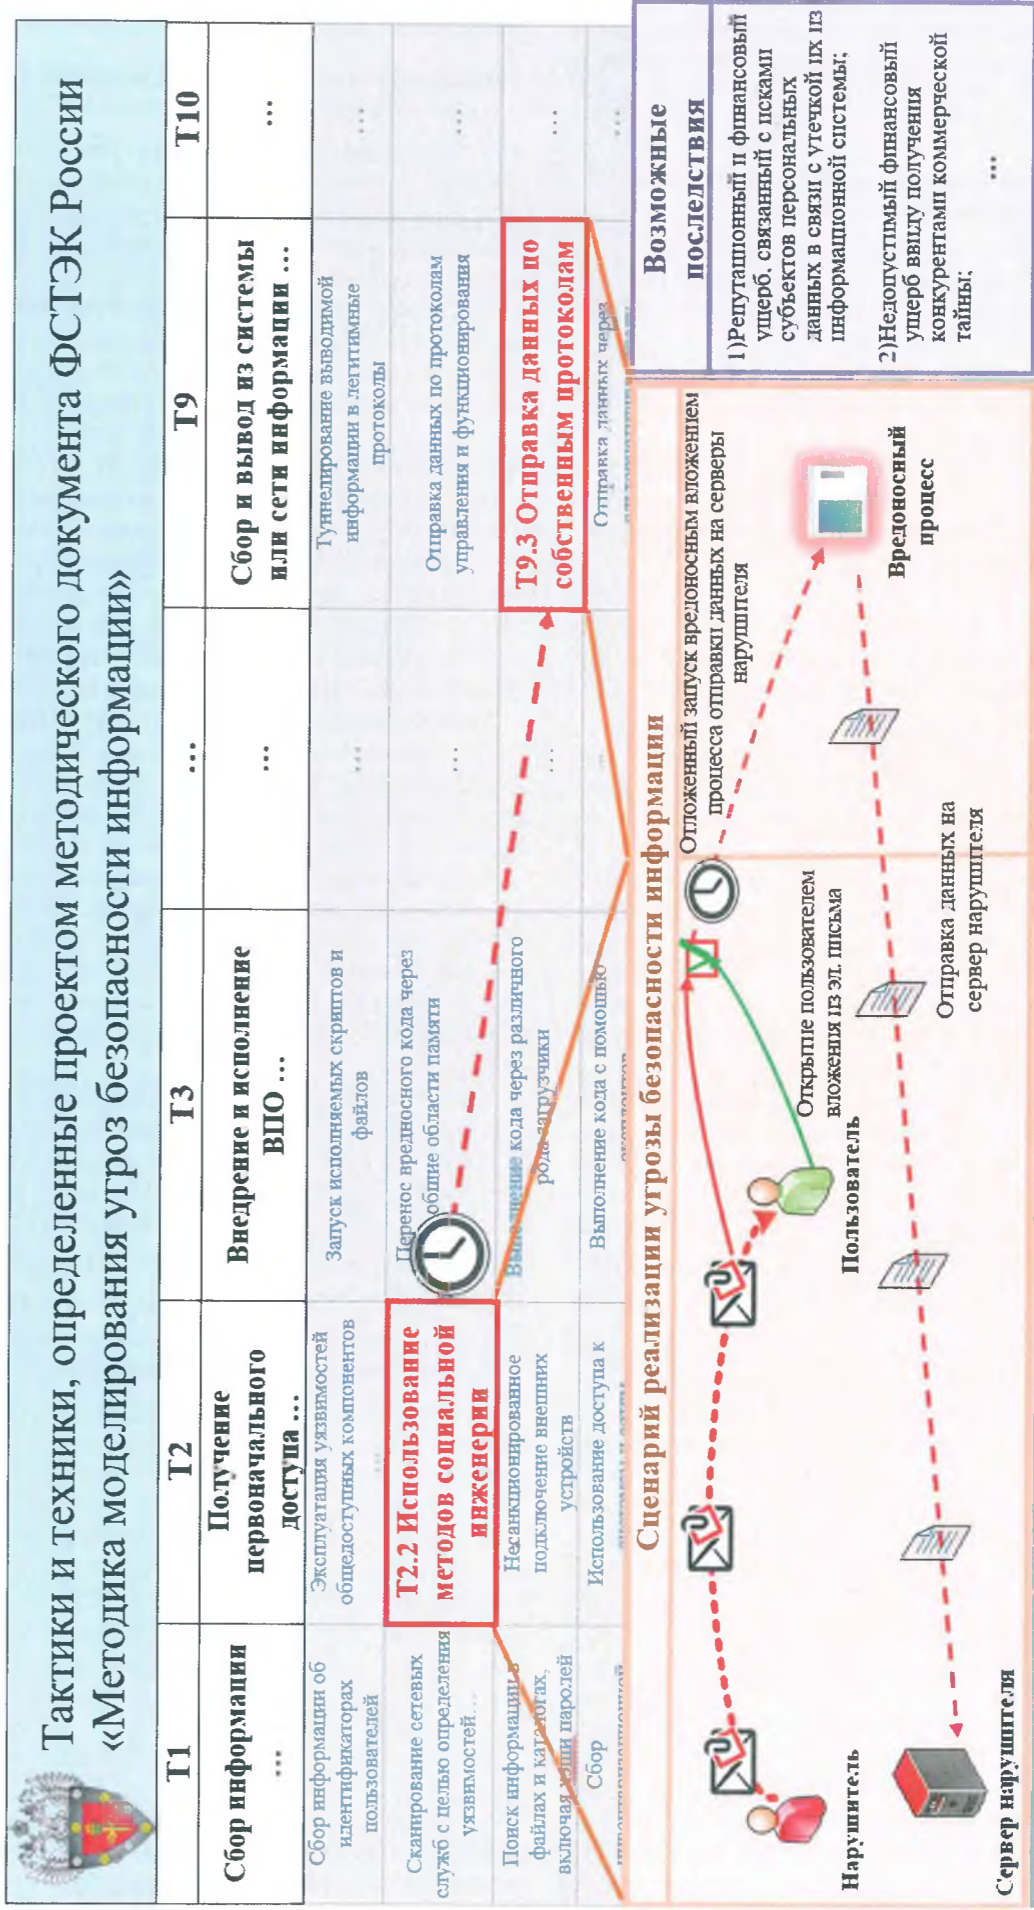 Тактики и техники, определенные проектом методического документа ФСТЭК России
«Методика моделирования угроз безопасности информации»
T1
T2
T3
...
T9
T10
Сбор информации
...
Получение
первоначального
доступа ...
Внедрение и исполнение
ВПО ...
...
Сбор и вывод из системы
или сети информации ...
...
Сбор информации об
идентификаторах
пользователей
Эксплуатация уязвимостей
общедоступных компонентов
...
Запуск исполняемых скриптов и
файлов
...
Туннелирование выводимой
информации в легитимные
протоколы
...
Сканирование сетевых
служб с целью определения
уязвимостей...
T2.2 Использование
методов социальной
инженерии
Перенос вредносного кода через
общие области памяти
...
Отправка данных по протоколам
управления и функционирования
...
Поиск информации в
файлах и каталогах,
включая хэши паролей
Несанкционированное
подключение внешних
устройств
Выполнение кода через различного
рода загрузчики
...
T9.3 Отправка данных по
собственным протоколам
...
Сбор
Использование доступа к
Выполнение кода с помощью
...
Отправка данных через
...
Сценарий реализации угрозы безопасности информации
Отложенный запуск вредоносным вложением
процесса отправки данных на серверы
нарушителя
Открытие пользователем
вложения из эл. письма
Нарушитель
Пользователь
Вредоносный
процесс
Отправка данных на
сервер нарушителя
Сервер нарушителя
Возможные
последствия
1)Репутационный и финансовый
ущерб, связанный с исками
субъектов персональных
данных в связи с утечкой их из
информационной системы;
2)Недопустимый финансовый
ущерб ввиду получения
конкурентами коммерческой
тайны;
...